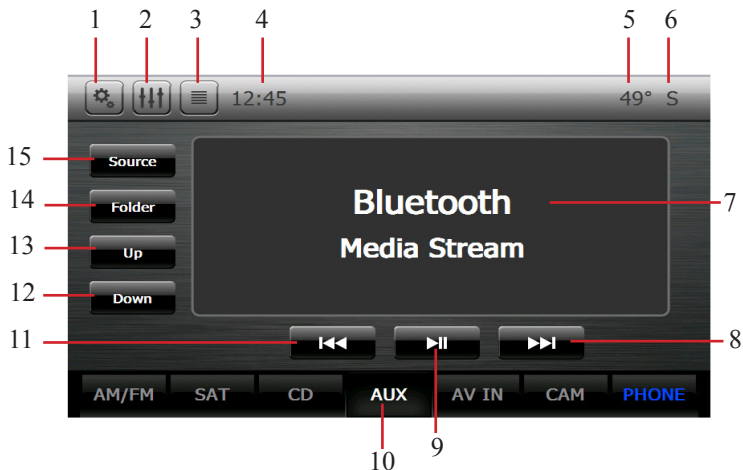 1 2 3 4 5 6
12:45 49° S
15 Source
14 Folder
13 Up
12 Down
Bluetooth 7
Media Stream
11 8
AM/FM SAT CD AUX AV IN CAM PHONE
10 9